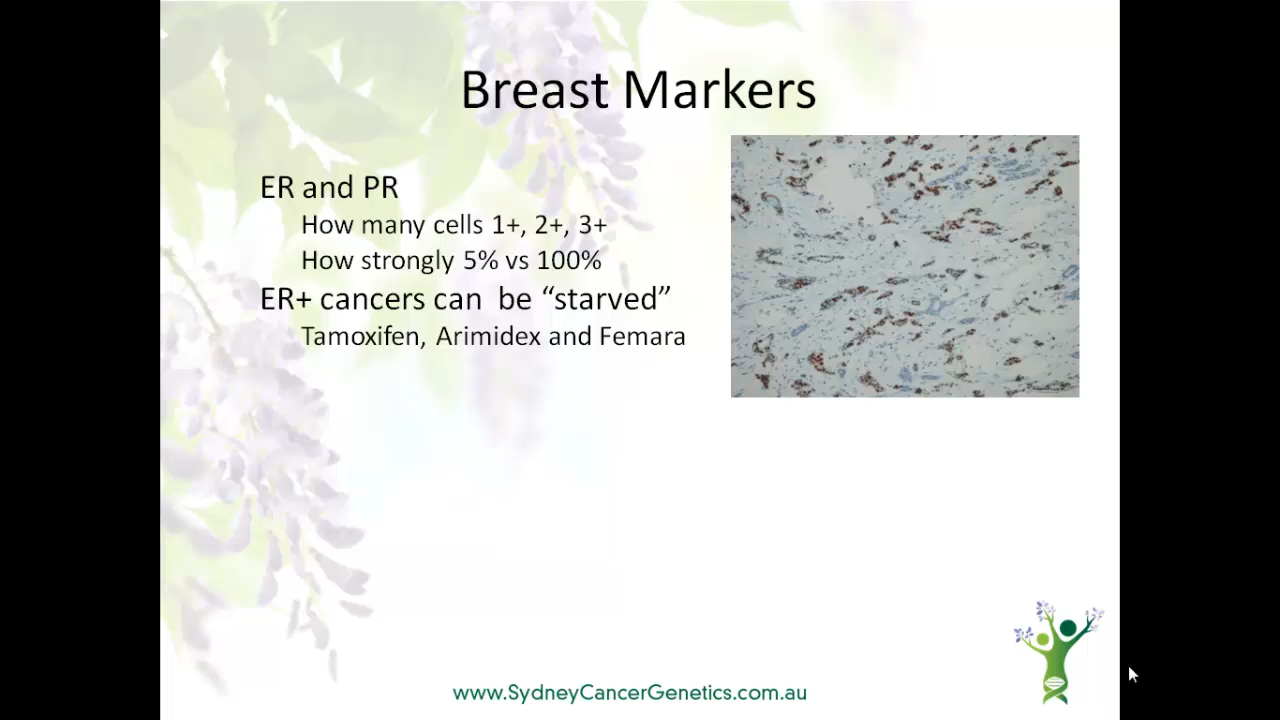 Breast Markers
ER and PR
How many cells 1+, 2+, 3+
How strongly 5% vs 100%
ER+ cancers can  be “starved”
Tamoxifen, Arimidex and Femara
www.SydneyCancerGenetics.com.au